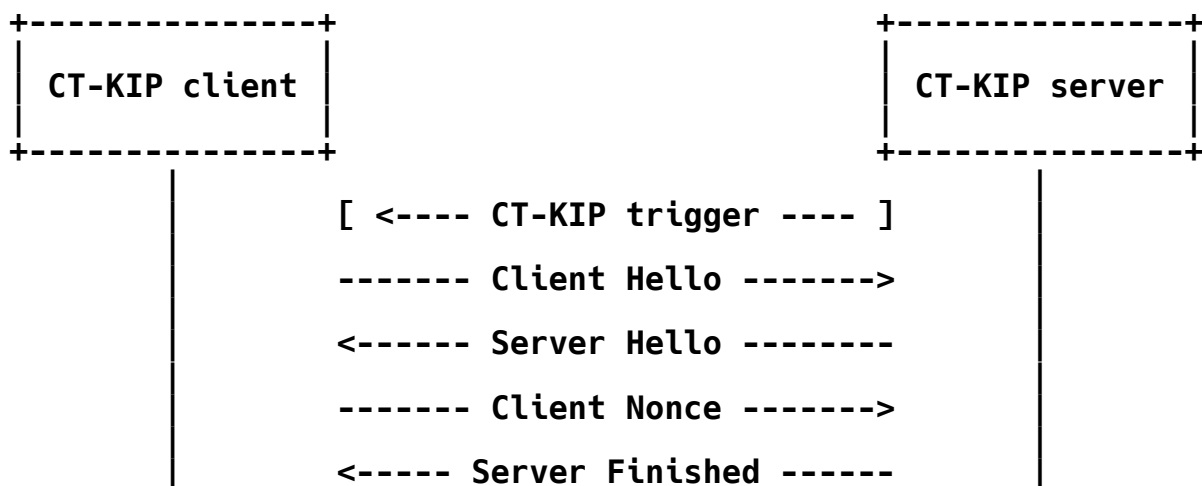 CT-KIP client CT-KIP server
[ <---- CT-KIP trigger ---- ]
------- Client Hello ------->
<------ Server Hello --------
------- Client Nonce ------->
<----- Server Finished ------